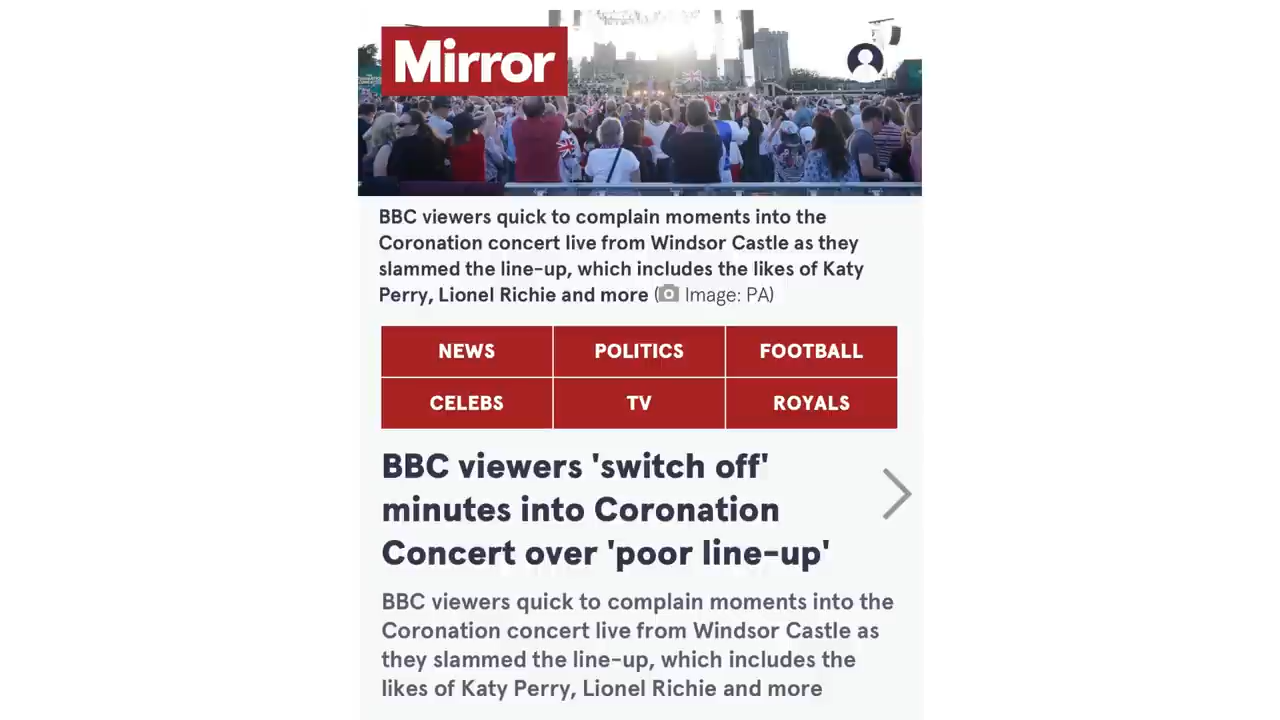 Mirror
BBC viewers quick to complain moments into the
Coronation concert live from Windsor Castle as they
slammed the line-up, which includes the likes of Katy
Perry, Lionel Richie and more (Image: PA)
NEWS POLITICS FOOTBALL
CELEBS TV ROYALS
BBC viewers 'switch off'
minutes into Coronation
Concert over 'poor line-up'
BBC viewers quick to complain moments into the
Coronation concert live from Windsor Castle as
they slammed the line-up, which includes the
likes of Katy Perry, Lionel Richie and more